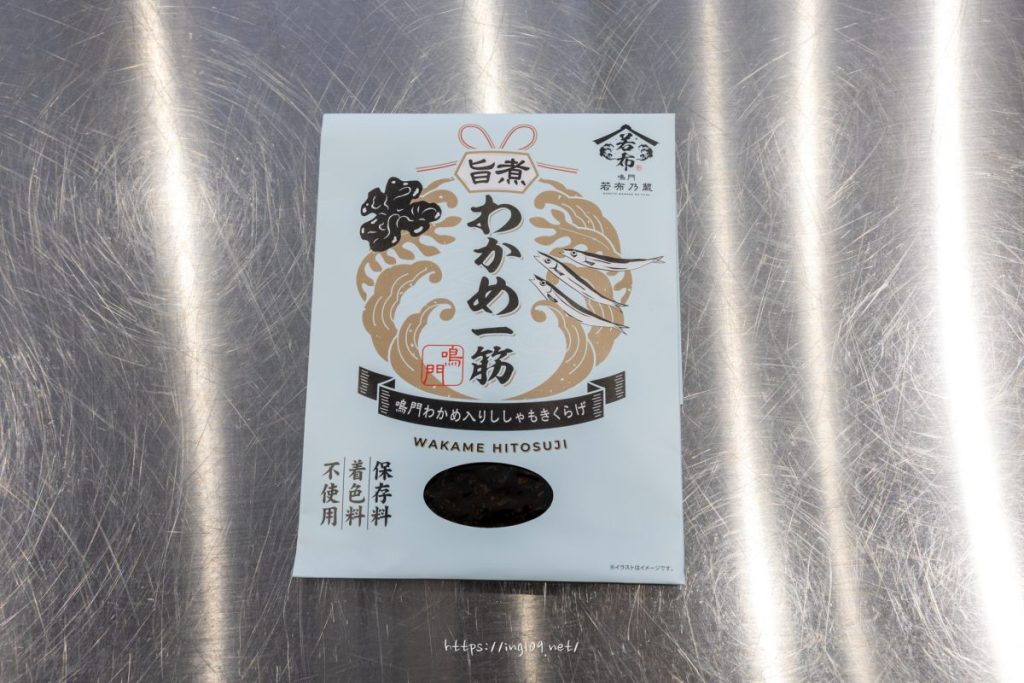 旨煮
若布
鳴門
若布乃蔵
わかめ一筋
鳴門
鳴門わかめ入りししゃもきくらげ
WAKAME HITOSUJI
保存料
着色料
不使用
※イラストはイメージです。
https://ing109.net/